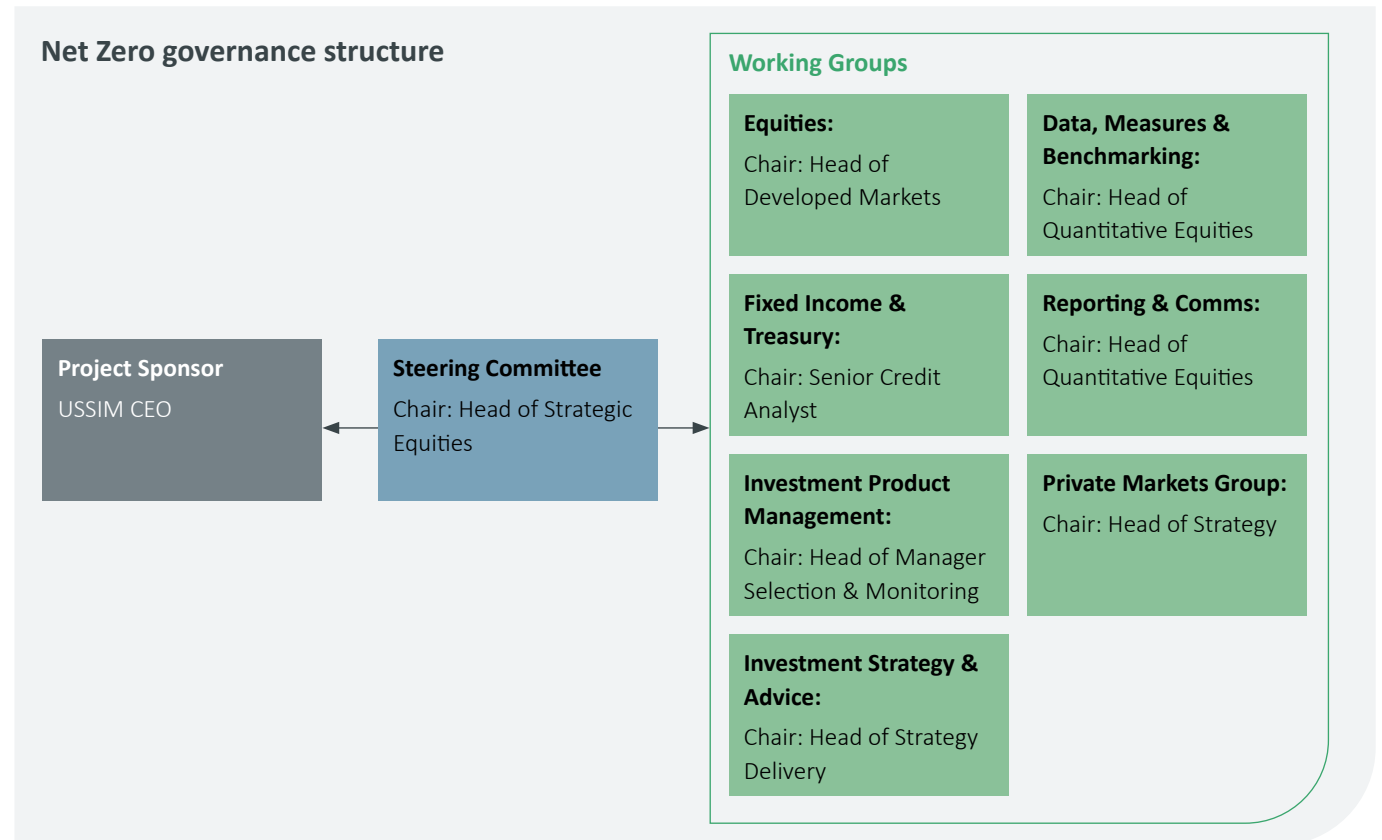 Net Zero governance structure
Project Sponsor
USSIM CEO
Steering Committee
Chair: Head of Strategic
Equities
Working Groups
Equities:
Chair: Head of
Developed Markets
Data, Measures &
Benchmarking:
Chair: Head of
Quantitative Equities
Fixed Income &
Treasury:
Chair: Senior Credit
Analyst
Reporting & Comms:
Chair: Head of
Quantitative Equities
Investment Product
Management:
Chair: Head of Manager
Selection & Monitoring
Private Markets Group:
Chair: Head of Strategy
Investment Strategy &
Advice:
Chair: Head of Strategy
Delivery